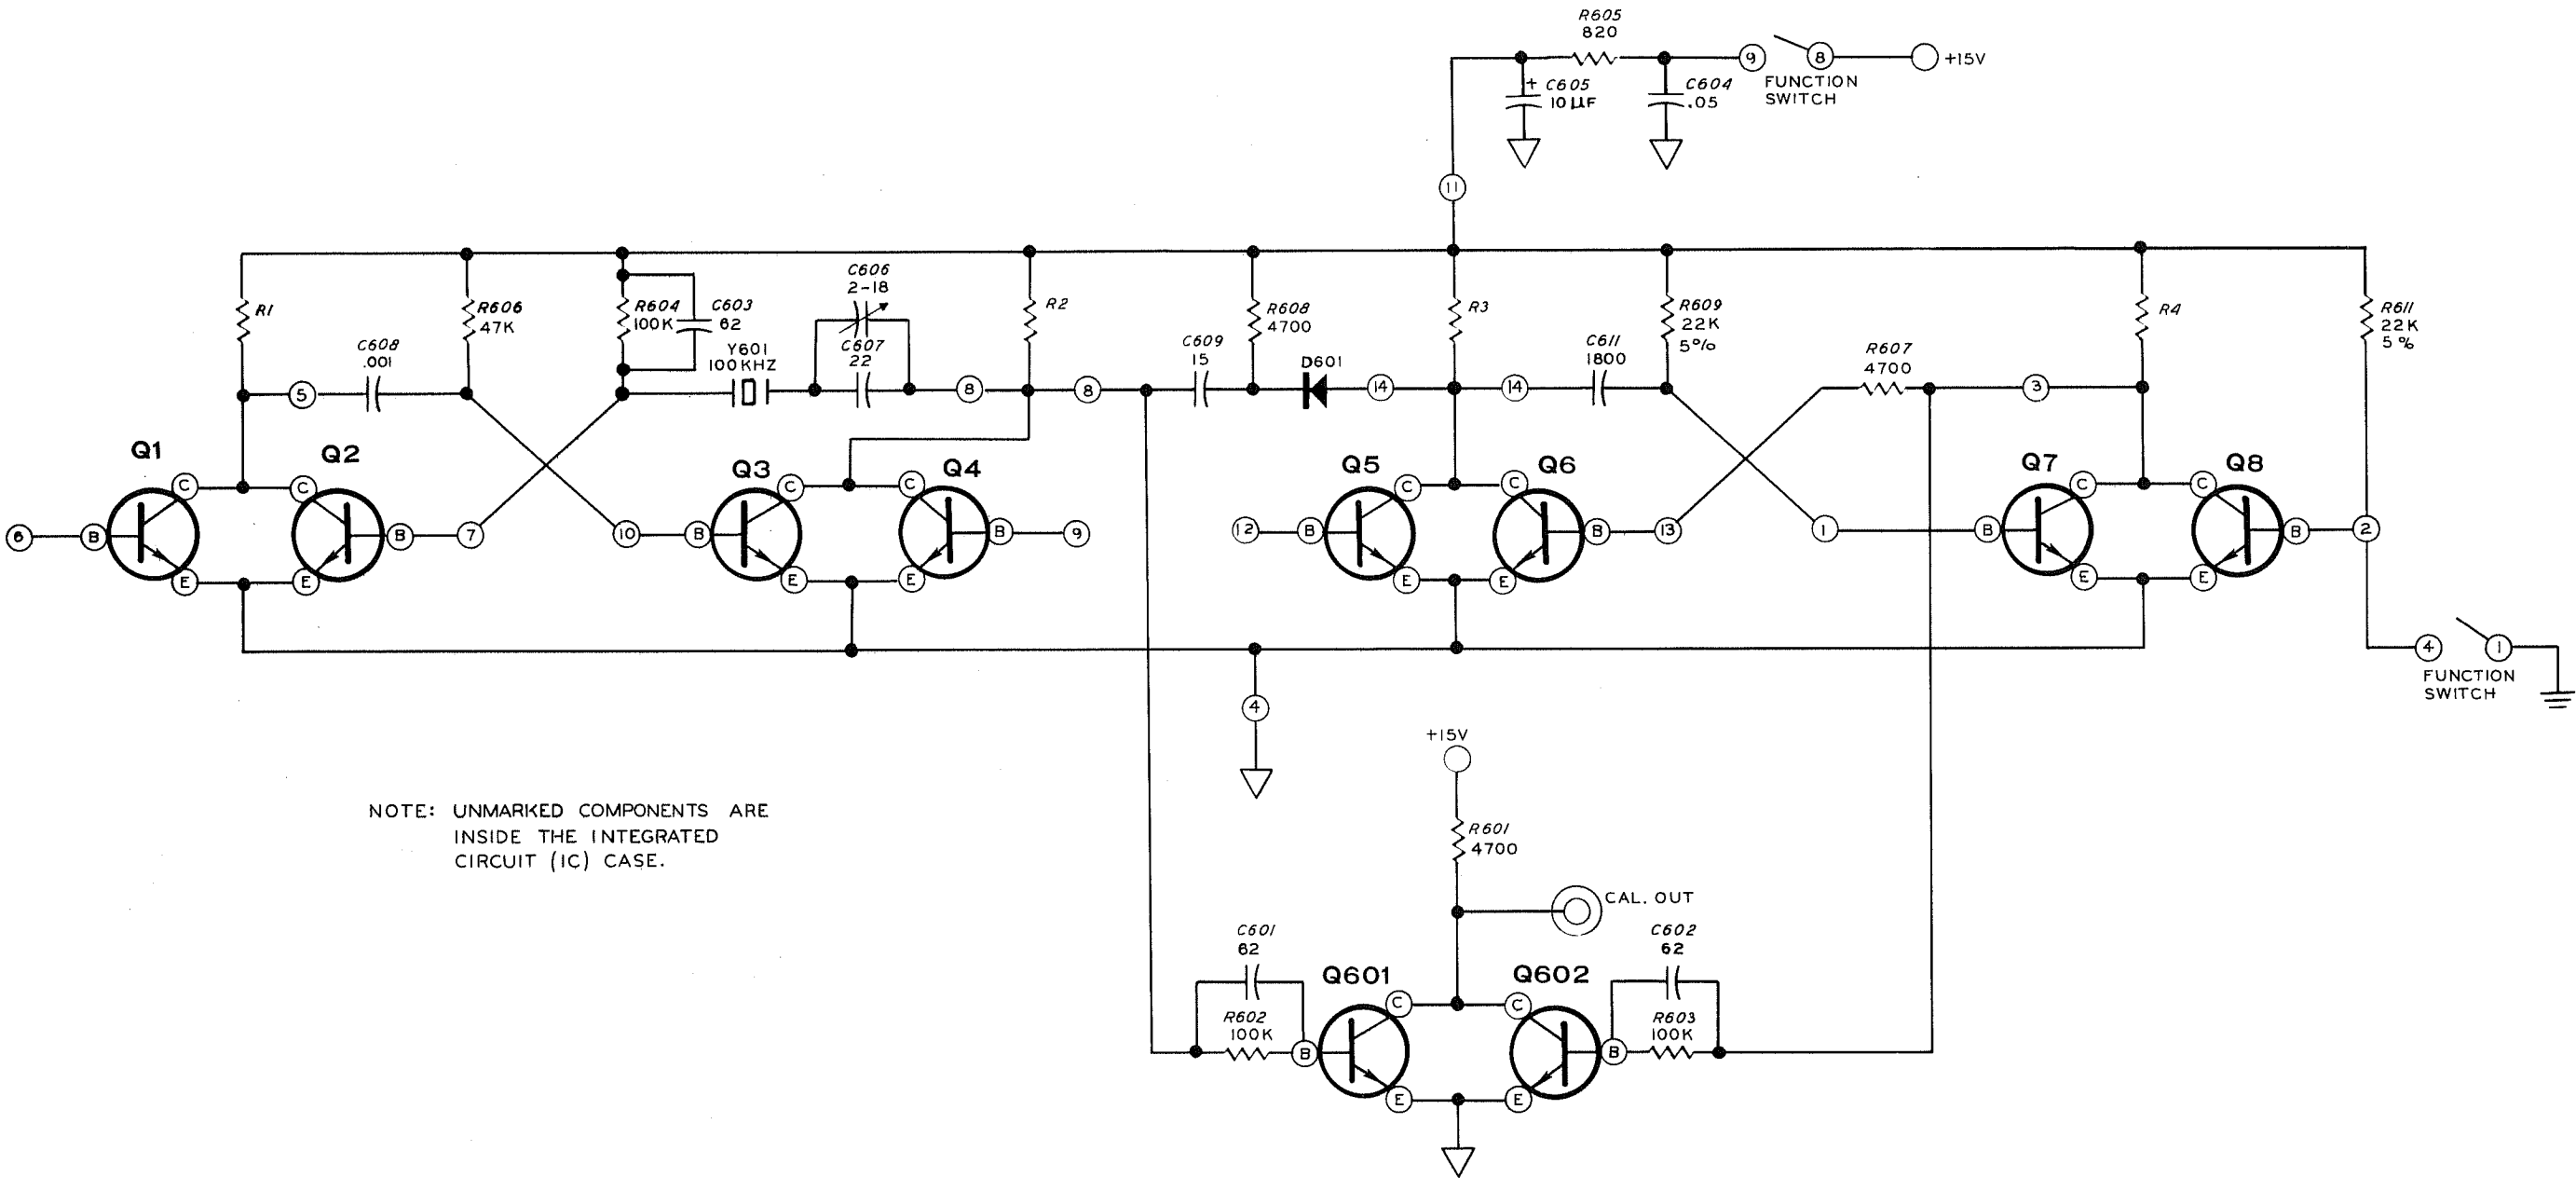 R605
820
9
8
+15V
+ C605
10 µF
C604
.05
FUNCTION
SWITCH
11
R1
R606
47K
R604
100K
C603
62
C606
2-18
R2
R608
4700
R3
R609
22K
5%
R4
R611
22K
5%
C608
.001
Y601
100KHZ
C607
22
C609
15
D601
C611
1800
R607
4700
5
8
8
14
14
3
Q1
Q2
Q3
Q4
Q5
Q6
Q7
Q8
C
C
C
C
C
C
C
C
6
B
B
7
10
B
B
9
12
B
B
13
1
B
B
2
E
E
E
E
E
E
E
E
4
1
FUNCTION
SWITCH
4
+15V
NOTE: UNMARKED COMPONENTS ARE
INSIDE THE INTEGRATED
CIRCUIT (IC) CASE.
R601
4700
CAL. OUT
C601
62
C602
62
Q601
Q602
C
C
R602
100K
R603
100K
B
B
E
E